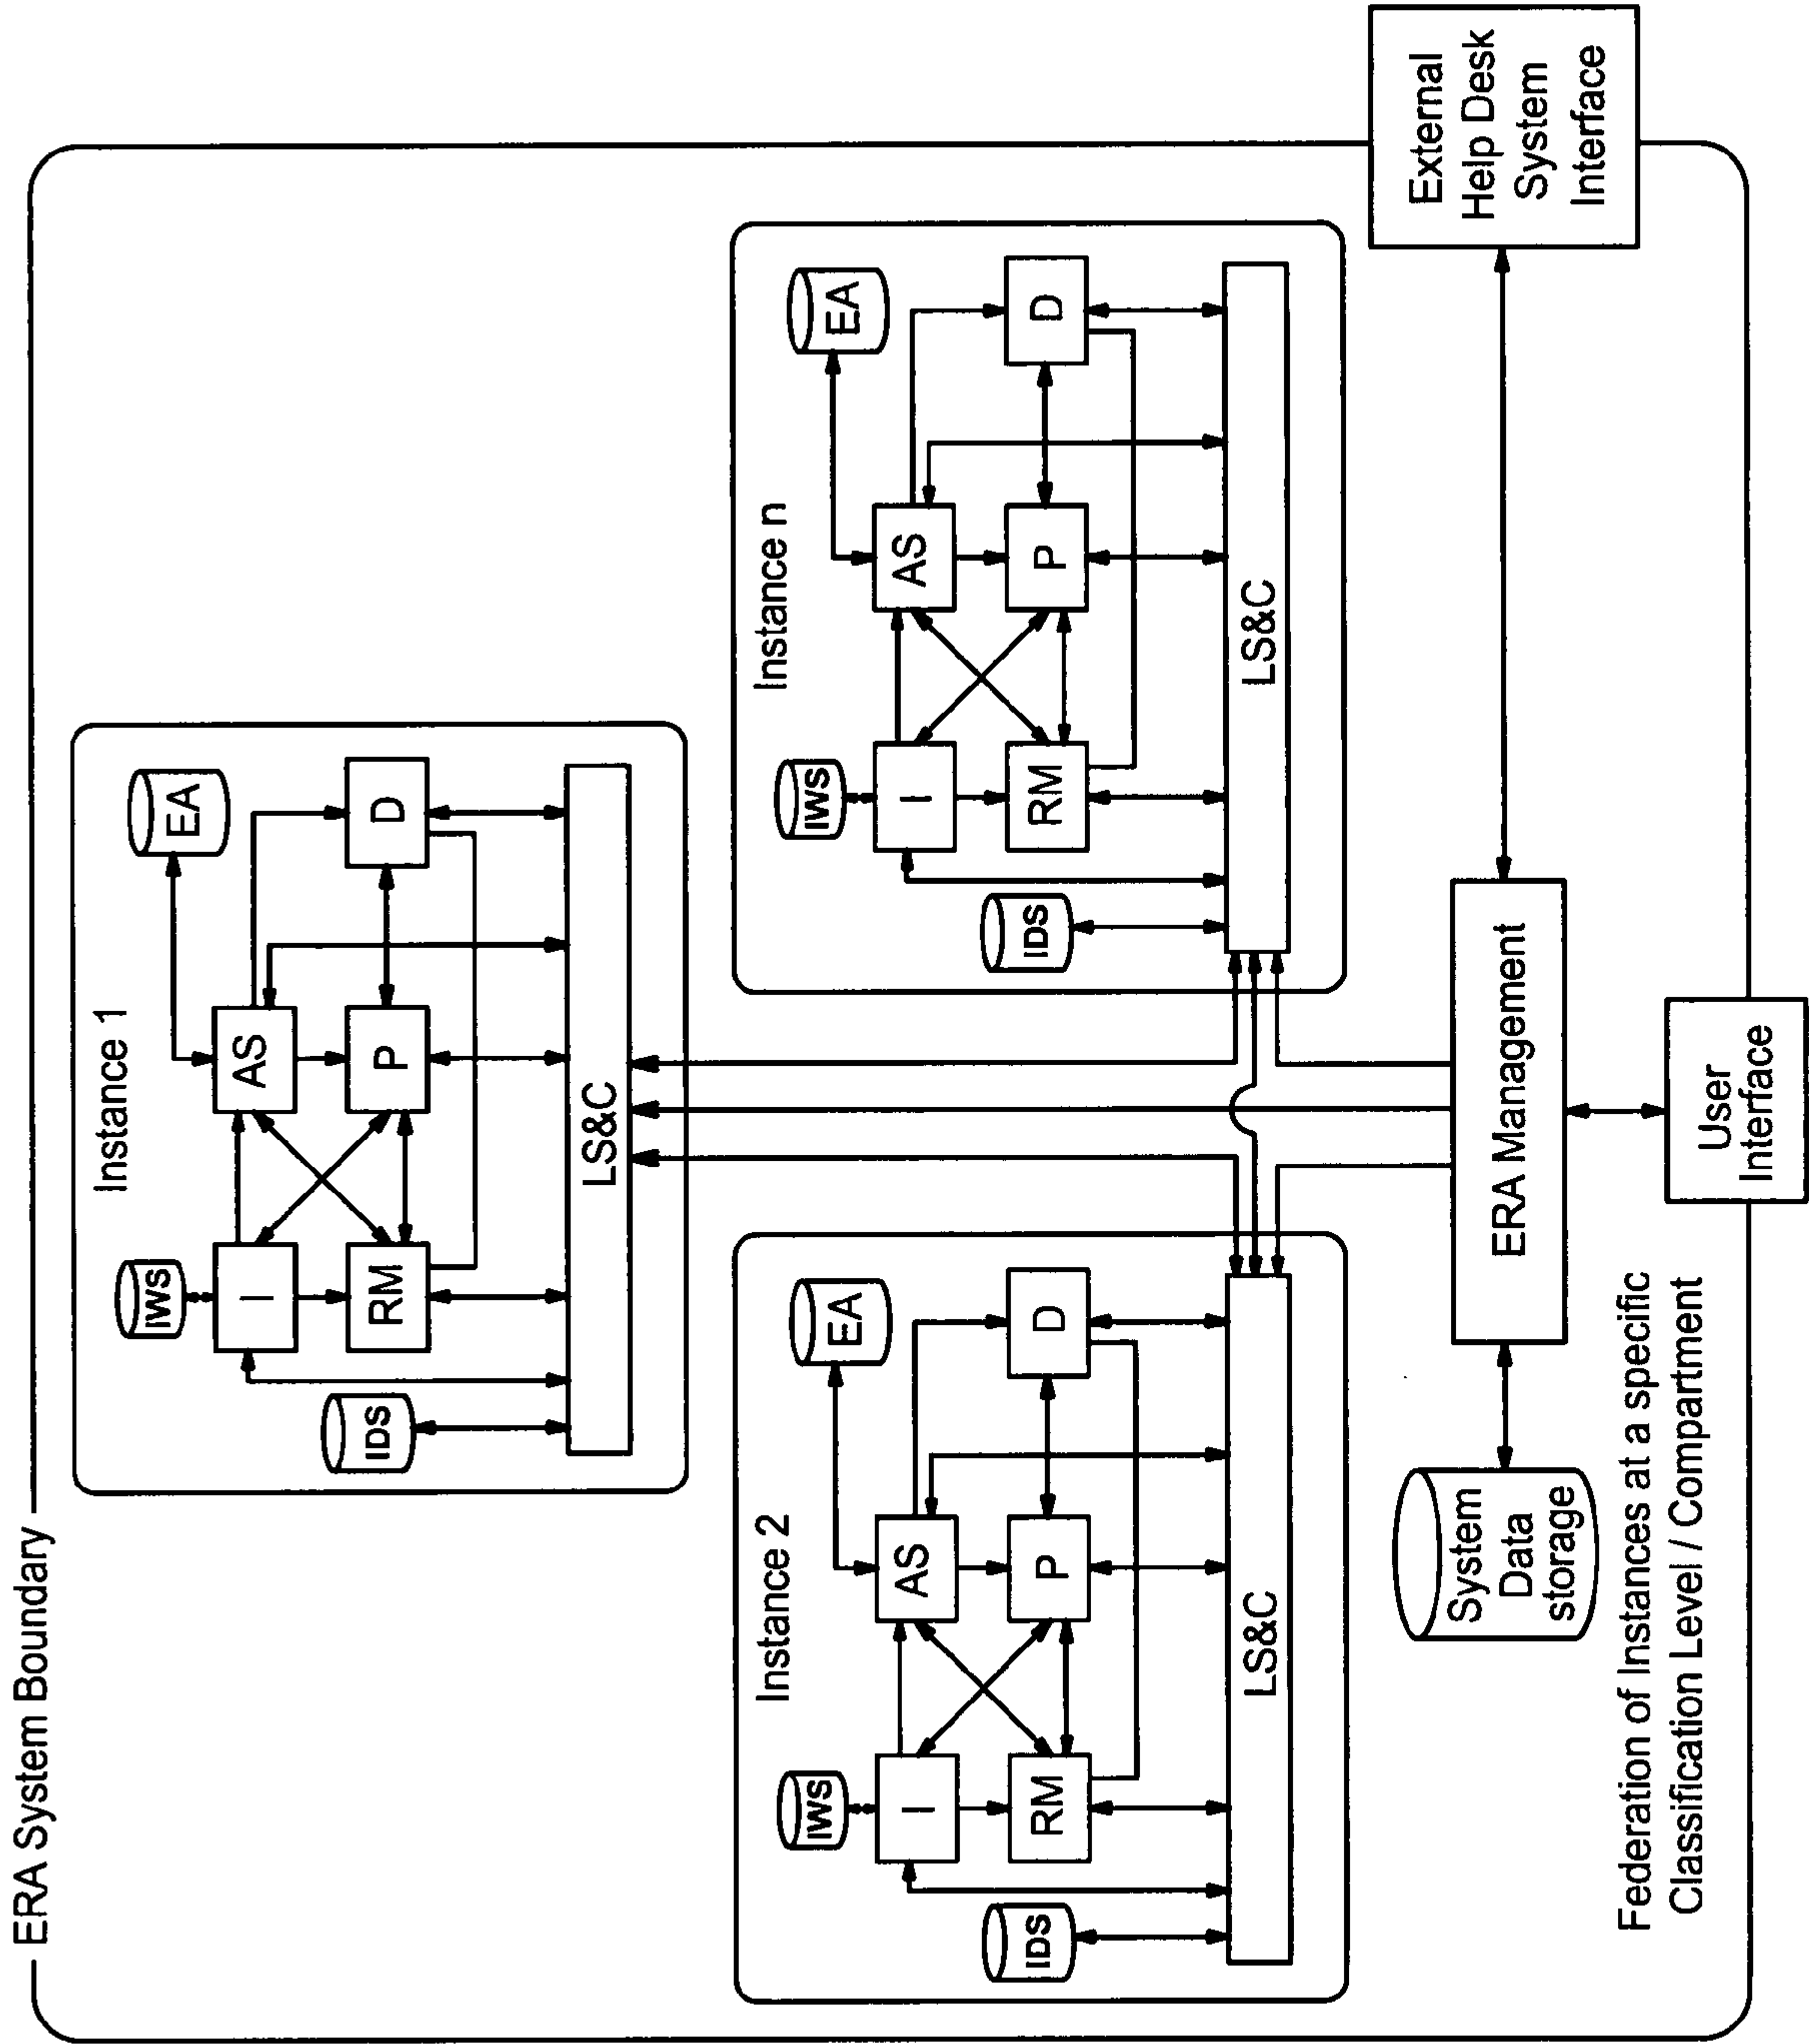 ERA System Boundary
Instance 1
IWS
EA
I
AS
RM
P
D
IDS
LS&C
Instance 2
IWS
EA
I
AS
RM
P
D
IDS
LS&C
Instance n
IWS
EA
I
AS
RM
P
D
IDS
LS&C
System
Data
storage
ERA Management
External
Help Desk
System
Interface
User
Interface
Federation of Instances at a specific
Classification Level / Compartment